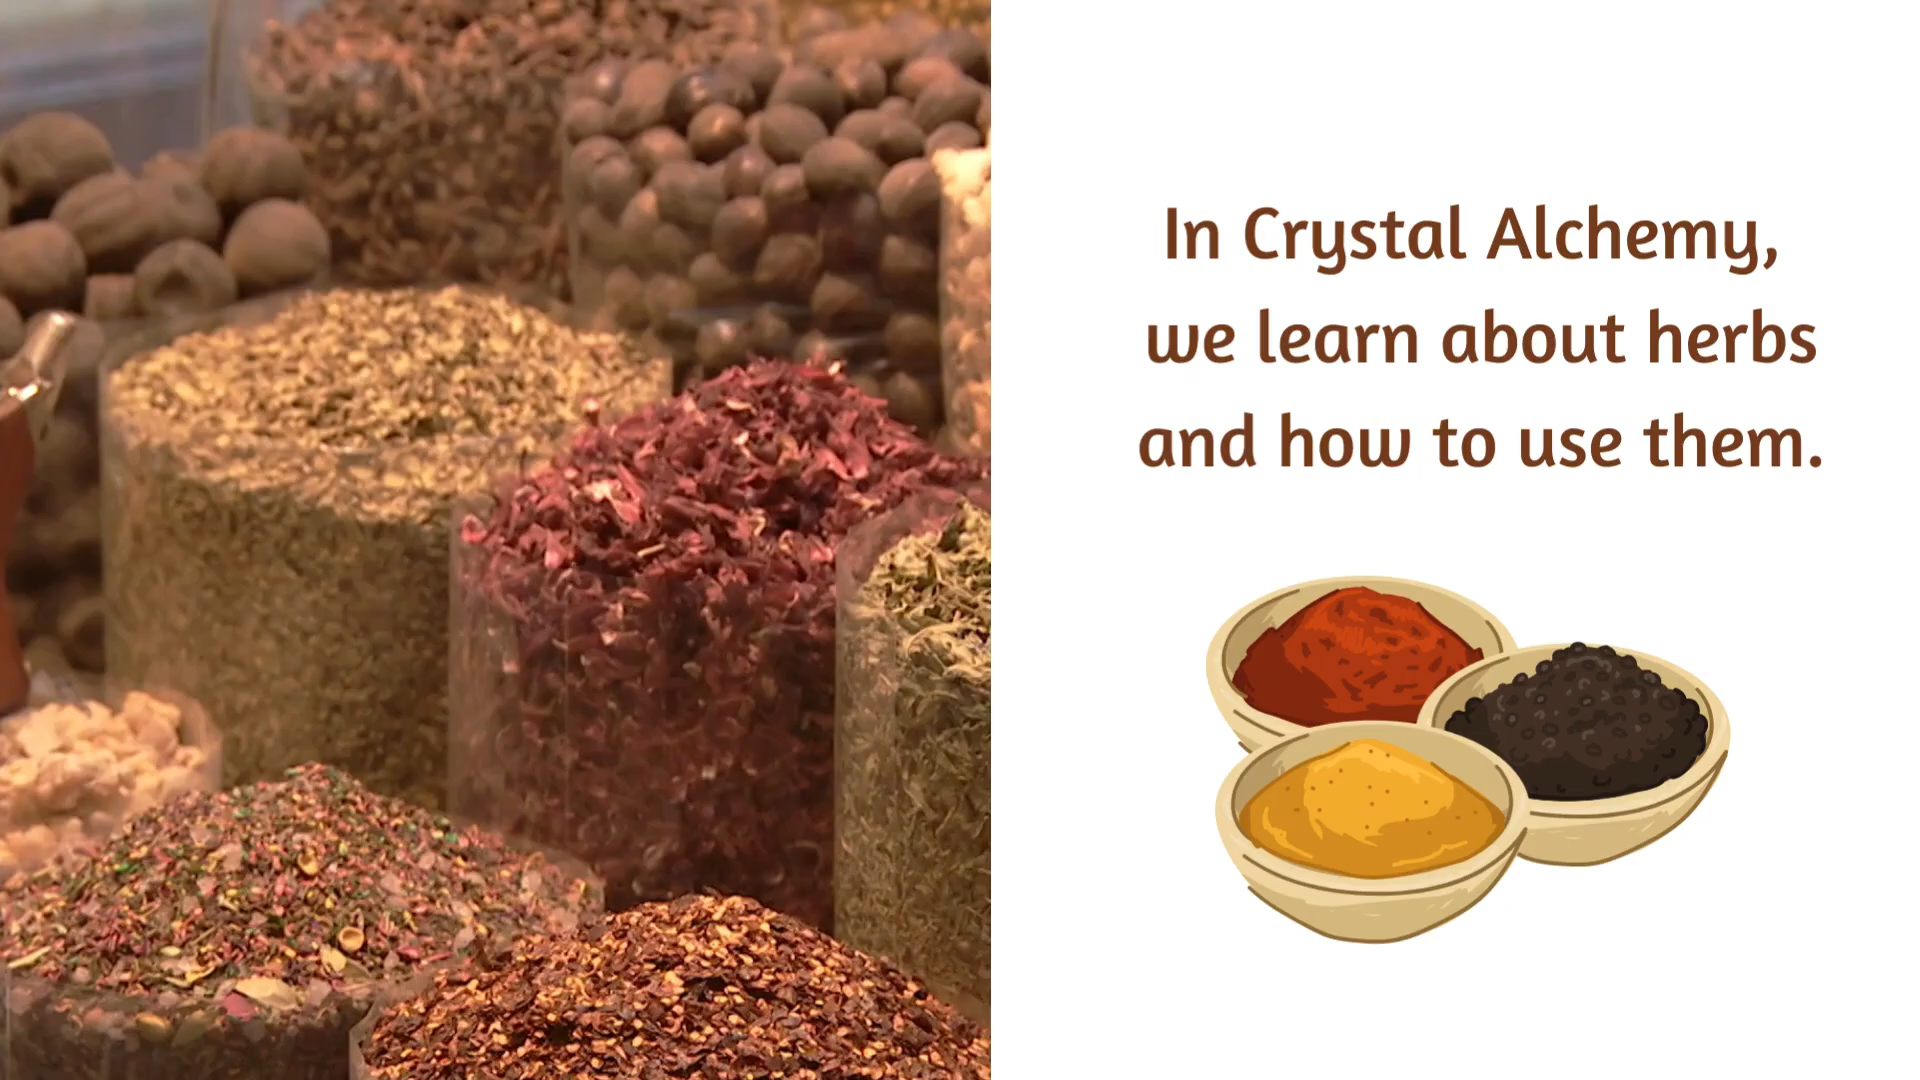 In Crystal Alchemy,
we learn about herbs
and how to use them.